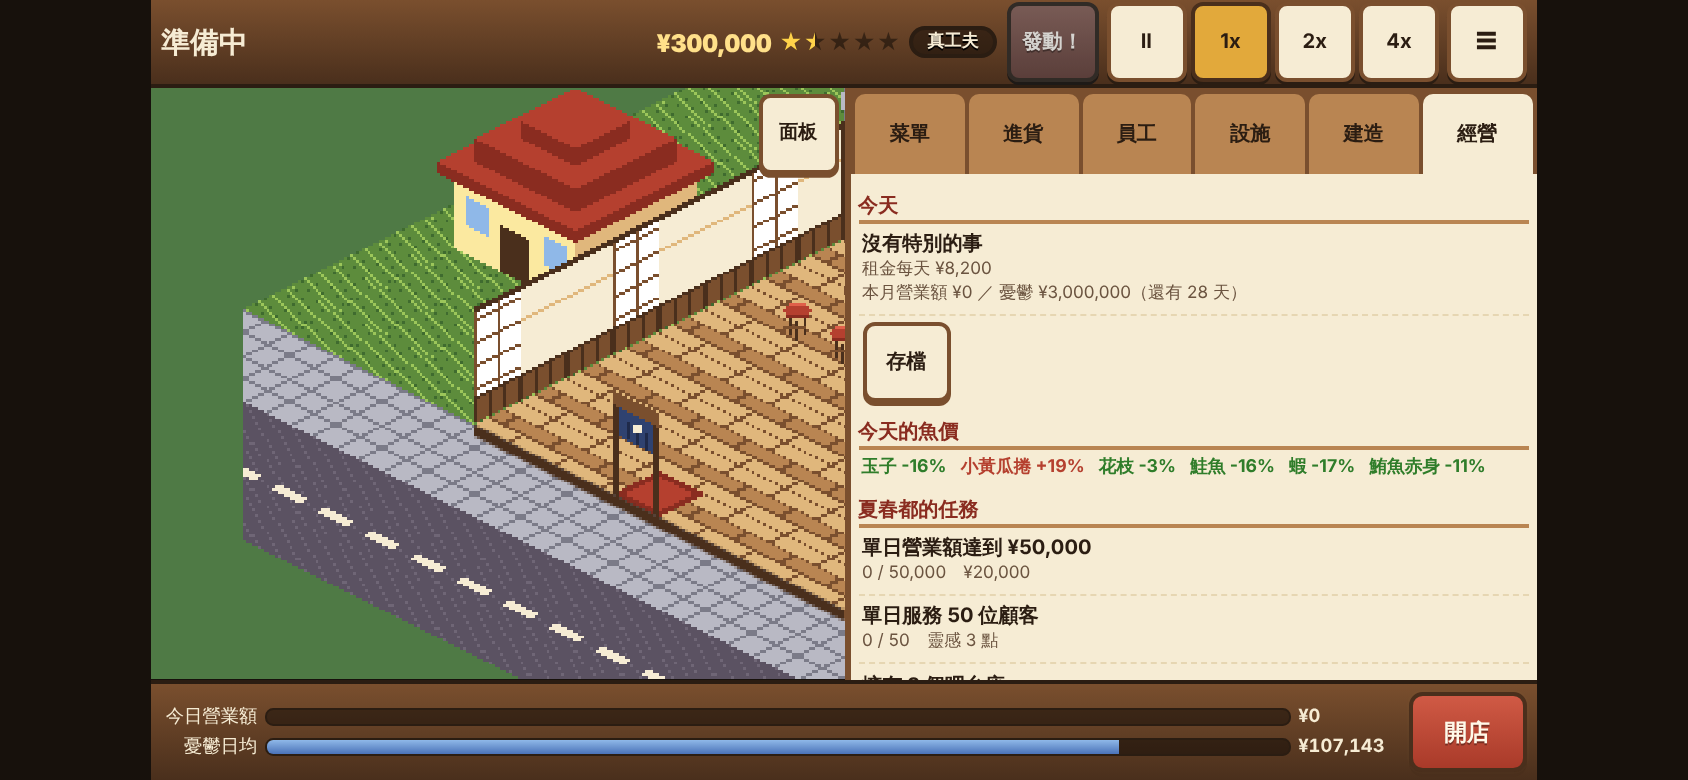 準備中
¥300,000
真工夫
發動！
II
1x
2x
4x
面板
菜單
進貨
員工
設施
建造
經營
今天
沒有特別的事
租金每天 ¥8,200
本月營業額 ¥0 ／ 憂鬱 ¥3,000,000（還有 28 天）
存檔
今天的魚價
玉子 -16% 小黃瓜捲 +19% 花枝 -3% 鮭魚 -16% 蝦 -17% 鮪魚赤身 -11%
夏春都的任務
單日營業額達到 ¥50,000
0 / 50,000 ¥20,000
單日服務 50 位顧客
0 / 50 靈感 3 點
今日營業額
¥0
憂鬱日均
¥107,143
開店